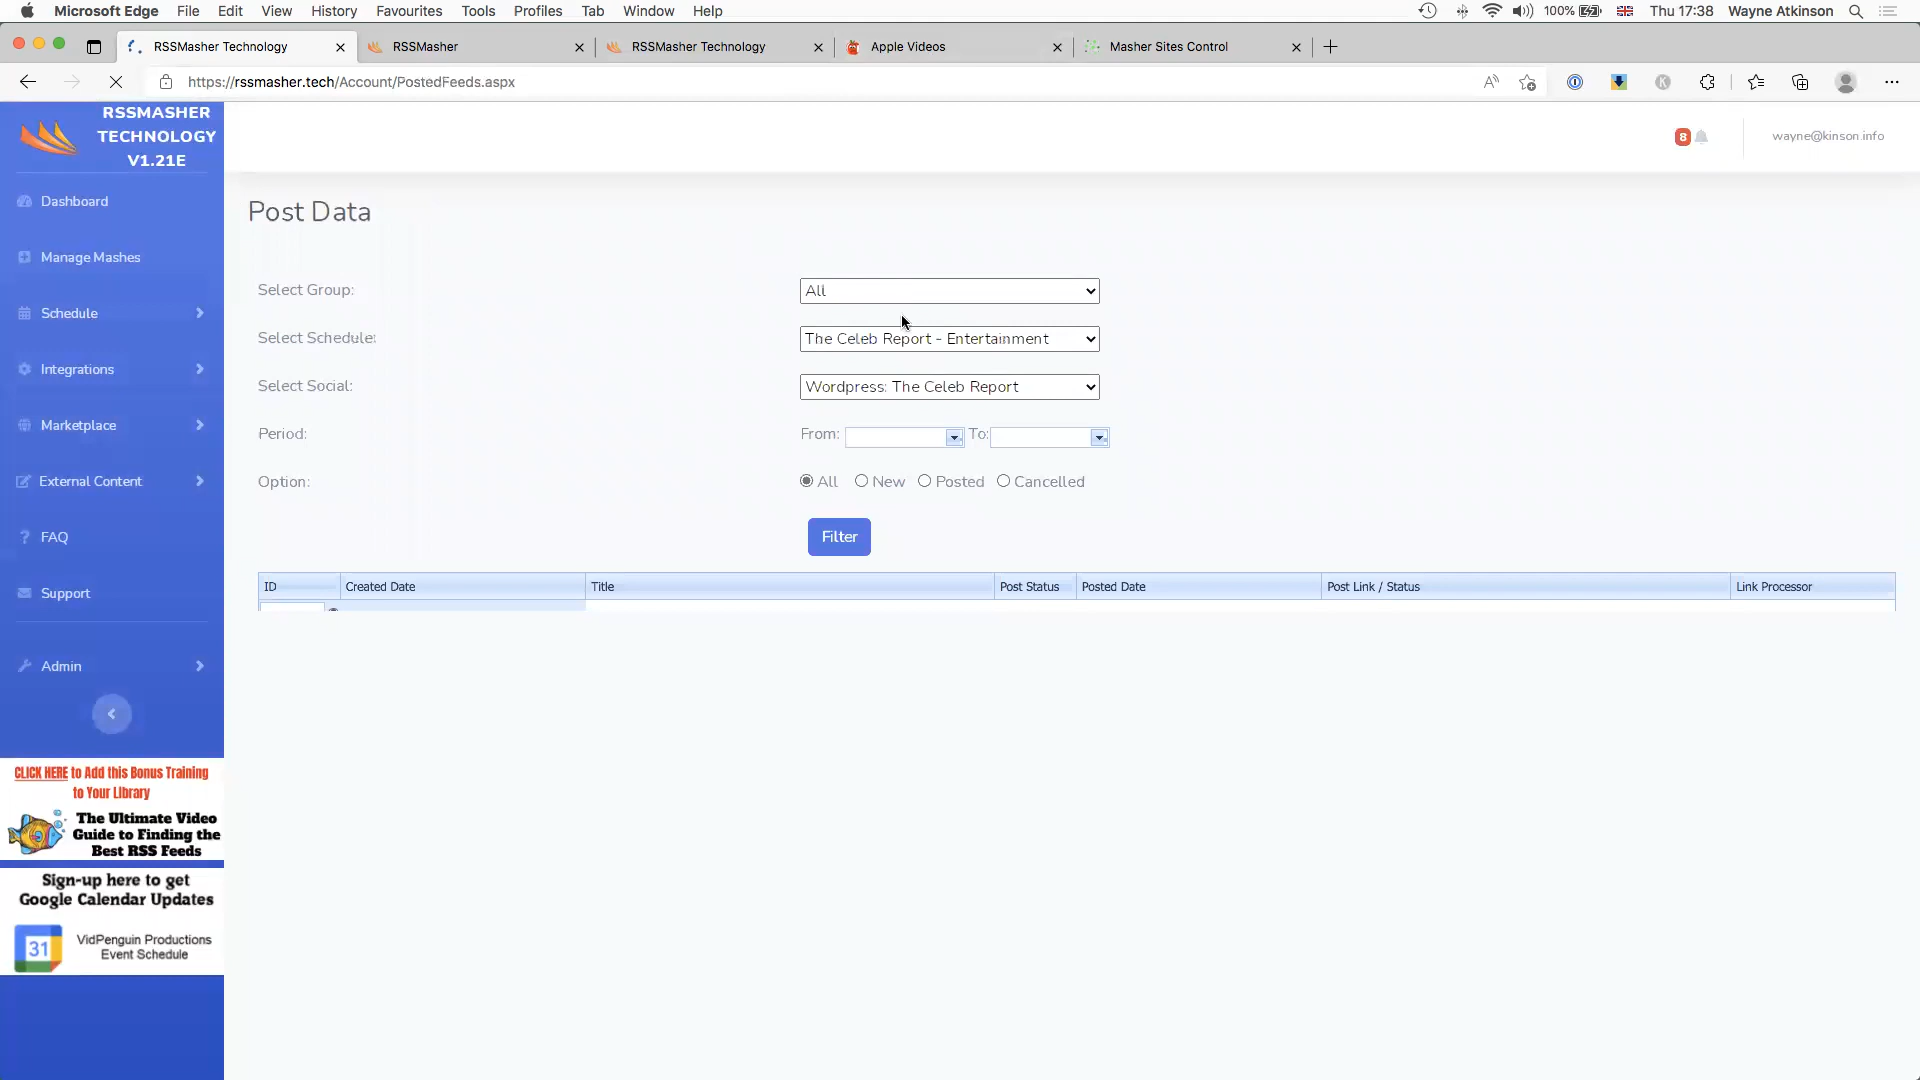 Microsoft Edge File Edit View History Favourites Tools Profiles Tab Window Help 100% Thu 17:38 Wayne Atkinson
RSSMasher Technology RSSMasher RSSMasher Technology Apple Videos Masher Sites Control
https://rssmasher.tech/Account/PostedFeeds.aspx
RSSMASHER
TECHNOLOGY
V1.21E
8
wayne@kinson.info
Dashboard
Manage Mashes
Schedule
Integrations
Marketplace
External Content
FAQ
Support
Admin
CLICK HERE to Add this Bonus Training
to Your Library
The Ultimate Video
Guide to Finding the
Best RSS Feeds
Sign-up here to get
Google Calendar Updates
31
VidPenguin Productions
Event Schedule
Post Data
Select Group: All
Select Schedule: The Celeb Report - Entertainment
Select Social: Wordpress: The Celeb Report
Period: From: To:
Option: All New Posted Cancelled
Filter
ID Created Date Title Post Status Posted Date Post Link / Status Link Processor